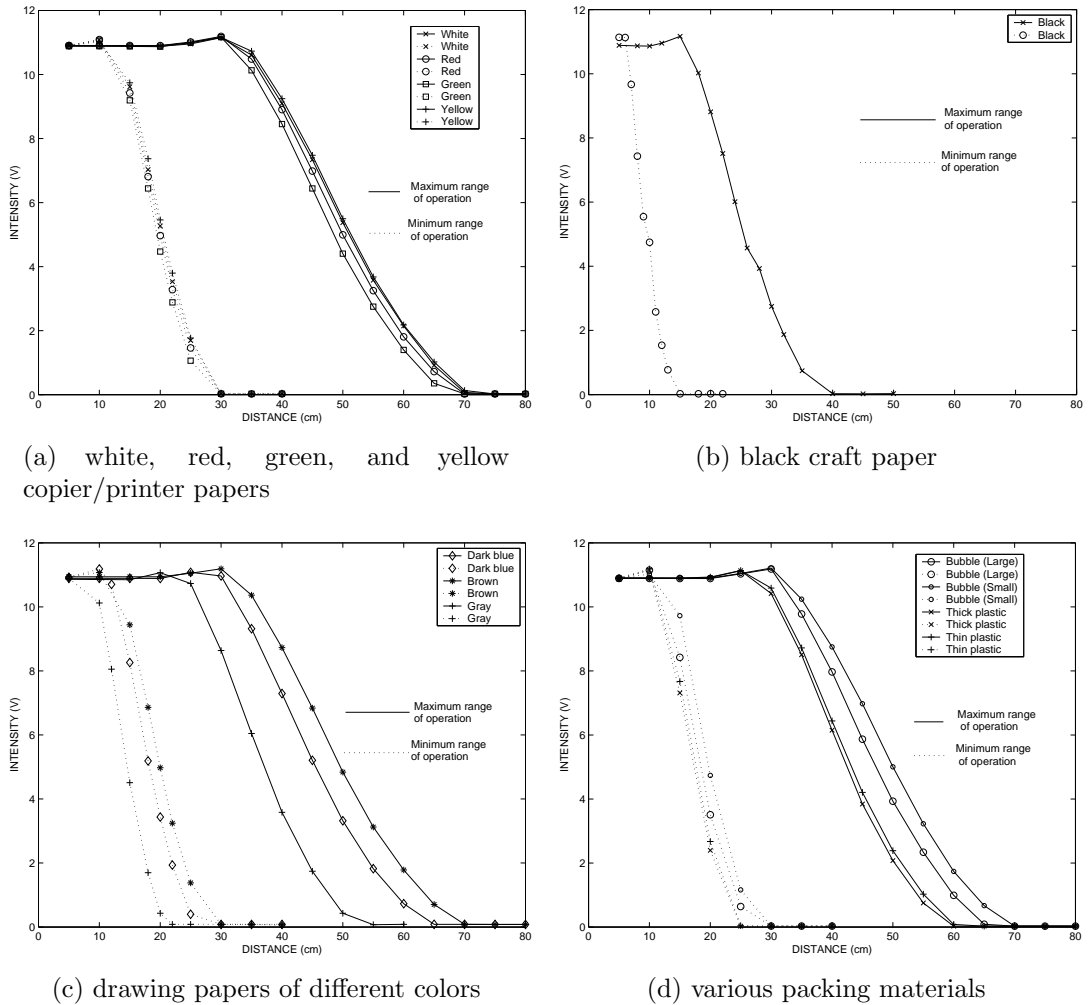 12
10
8
6
4
2
0
INTENSITY (V)
0 10 20 30 40 50 60 70 80
DISTANCE (cm)
White
White
Red
Red
Green
Green
Yellow
Yellow
Maximum range
of operation
Minimum range
of operation
(a) white, red, green, and yellow
copier/printer papers
12
10
8
6
4
2
0
INTENSITY (V)
0 10 20 30 40 50 60 70 80
DISTANCE (cm)
Black
Black
Maximum range
of operation
Minimum range
of operation
(b) black craft paper
12
10
8
6
4
2
0
INTENSITY (V)
0 10 20 30 40 50 60 70 80
DISTANCE (cm)
Dark blue
Dark blue
Brown
Brown
Gray
Gray
Maximum range
of operation
Minimum range
of operation
(c) drawing papers of different colors
12
10
8
6
4
2
0
INTENSITY (V)
0 10 20 30 40 50 60 70 80
DISTANCE (cm)
Bubble (Large)
Bubble (Large)
Bubble (Small)
Bubble (Small)
Thick plastic
Thick plastic
Thin plastic
Thin plastic
Maximum range
of operation
Minimum range
of operation
(d) various packing materials